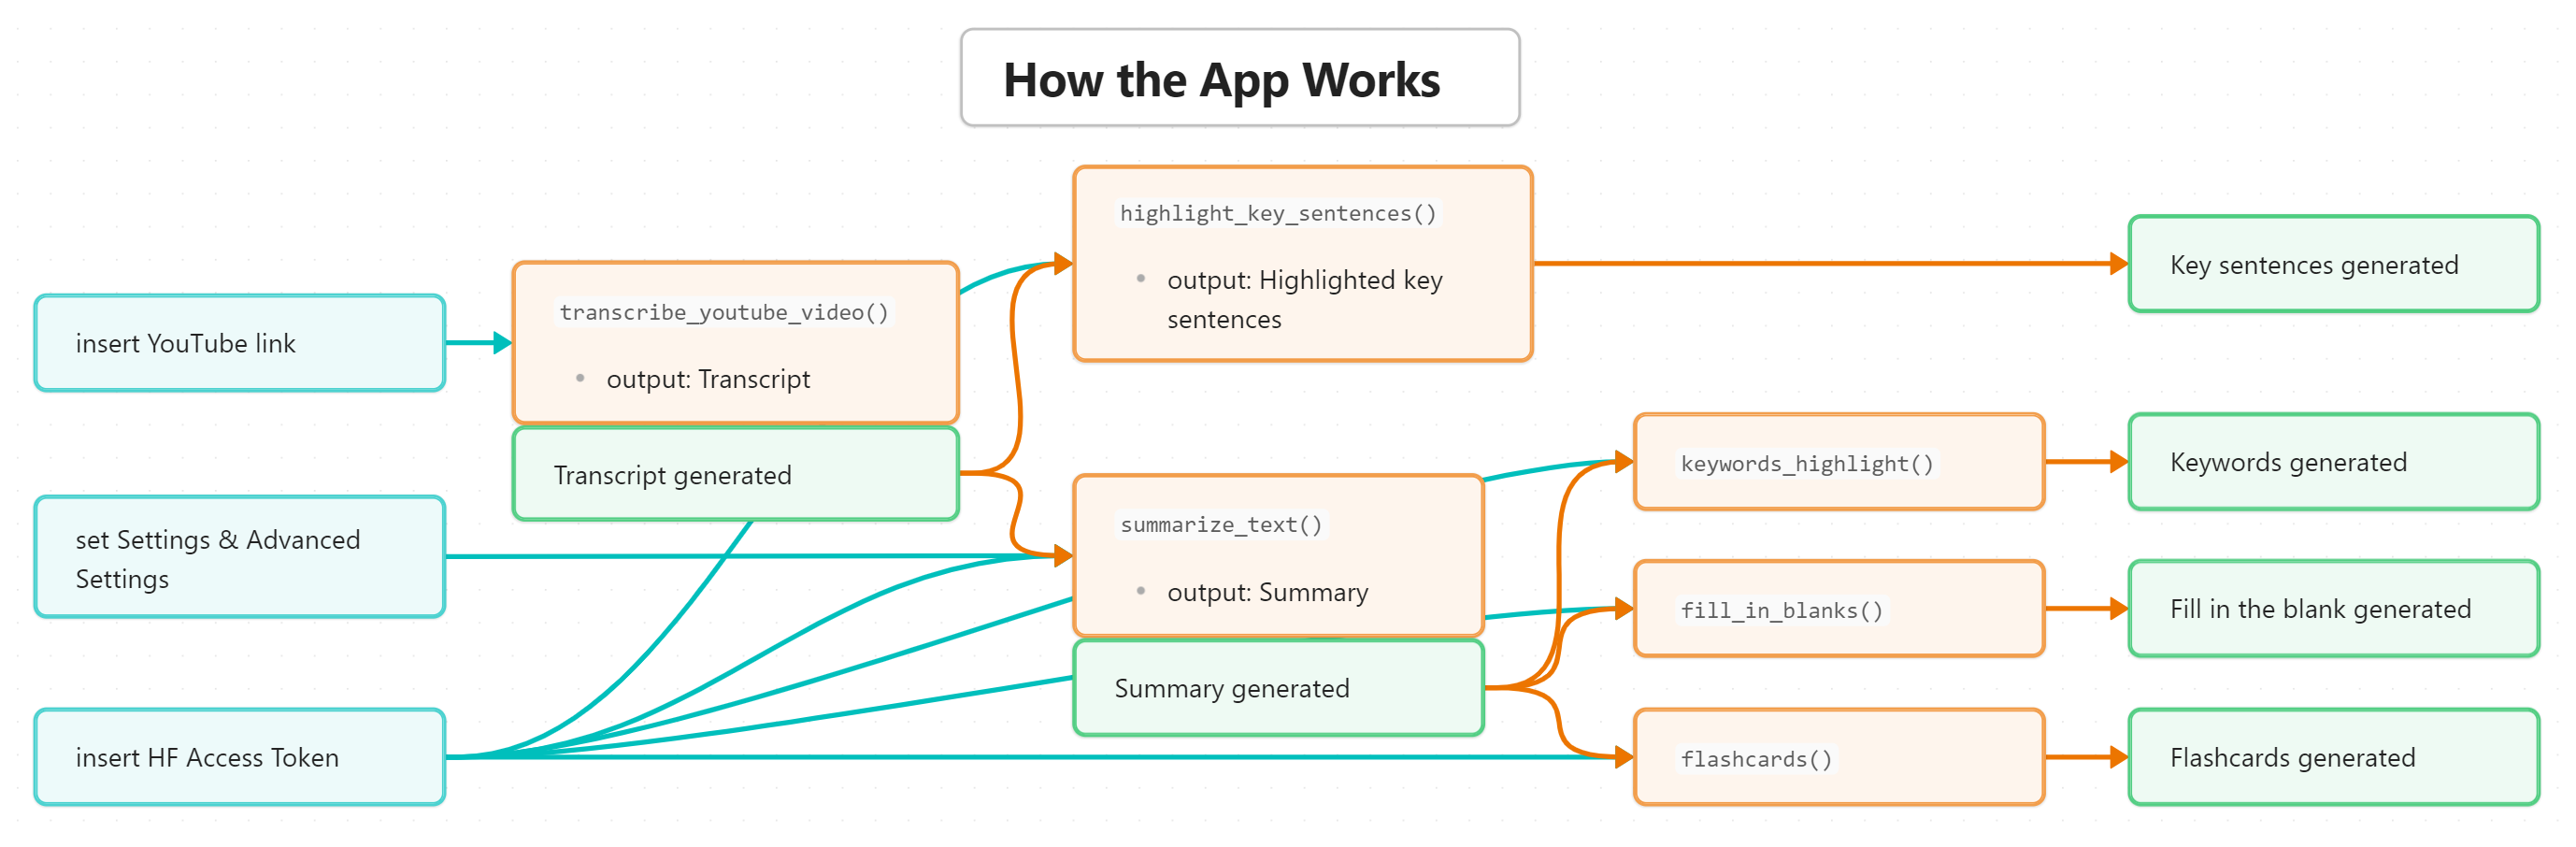 How the App Works
highlight_key_sentences()
output: Highlighted key
sentences
Key sentences generated
transcribe_youtube_video()
output: Transcript
insert YouTube link
Transcript generated
keywords_highlight()
Keywords generated
set Settings & Advanced
Settings
summarize_text()
output: Summary
fill_in_blanks()
Fill in the blank generated
Summary generated
insert HF Access Token
flashcards()
Flashcards generated